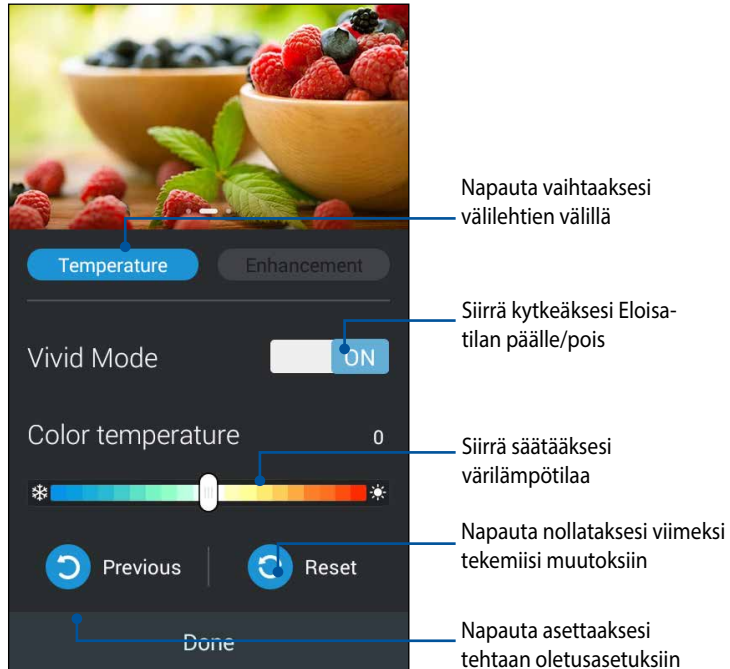 Napauta vaihtaaksesi
välilehtien välillä
Temperature
Enhancement
Siirrä kytkeäksesi Eloisa-
tilan päälle/pois
Vivid Mode
ON
Color temperature
0
Siirrä säätääksesi
värilämpötilaa
Napauta nollataksesi viimeksi
tekemiisi muutoksiin
Previous
Reset
Napauta asettaaksesi
tehtaan oletusasetuksiin
Done